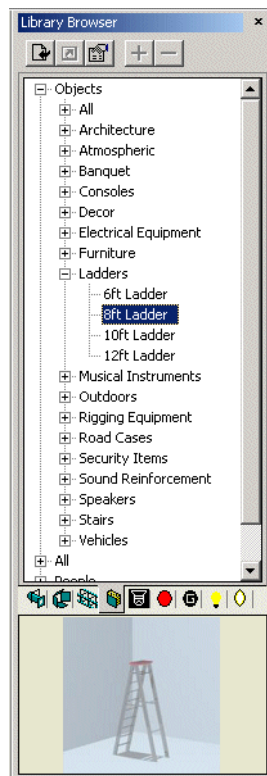 Library Browser
Objects
All
Architecture
Atmospheric
Banquet
Consoles
Decor
Electrical Equipment
Furniture
Ladders
6ft Ladder
8ft Ladder
10ft Ladder
12ft Ladder
Musical Instruments
Outdoors
Rigging Equipment
Road Cases
Security Items
Sound Reinforcement
Speakers
Stairs
Vehicles
All
People
G